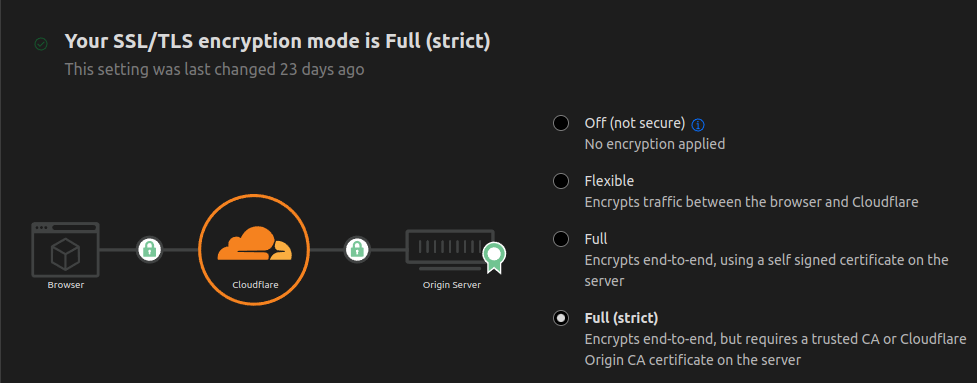 Your SSL/TLS encryption mode is Full (strict)
This setting was last changed 23 days ago
Browser
Cloudflare
Origin Server
Off (not secure)
No encryption applied
Flexible
Encrypts traffic between the browser and Cloudflare
Full
Encrypts end-to-end, using a self signed certificate on the
server
Full (strict)
Encrypts end-to-end, but requires a trusted CA or Cloudflare
Origin CA certificate on the server